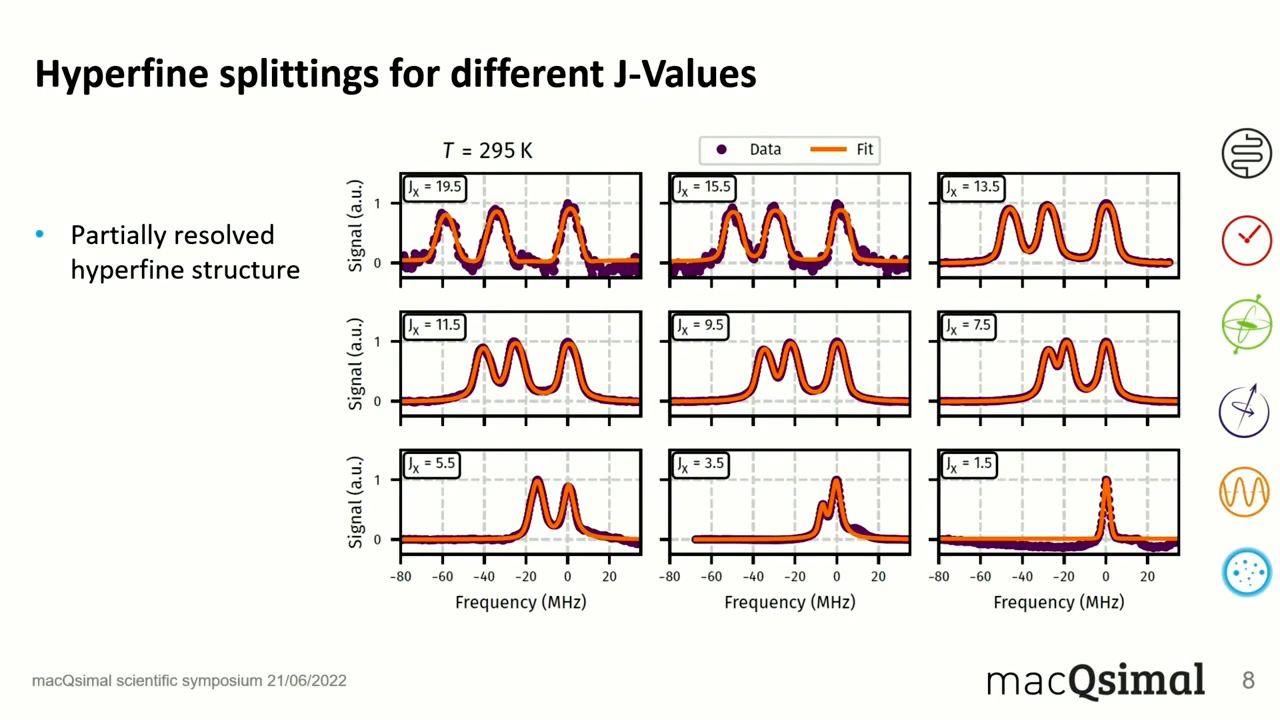 Hyperfine splittings for different J-Values
• Partially resolved
hyperfine structure
T = 295 K
Data
Fit
Signal (a.u.)
1
0
Jx = 19.5
Jx = 15.5
Jx = 13.5
Signal (a.u.)
1
0
Jx = 11.5
Jx = 9.5
Jx = 7.5
Signal (a.u.)
1
0
Jx = 5.5
Jx = 3.5
Jx = 1.5
-80 -60 -40 -20 0 20
-80 -60 -40 -20 0 20
-80 -60 -40 -20 0 20
Frequency (MHz)
Frequency (MHz)
Frequency (MHz)
macQsimal scientific symposium 21/06/2022
macQsimal
8